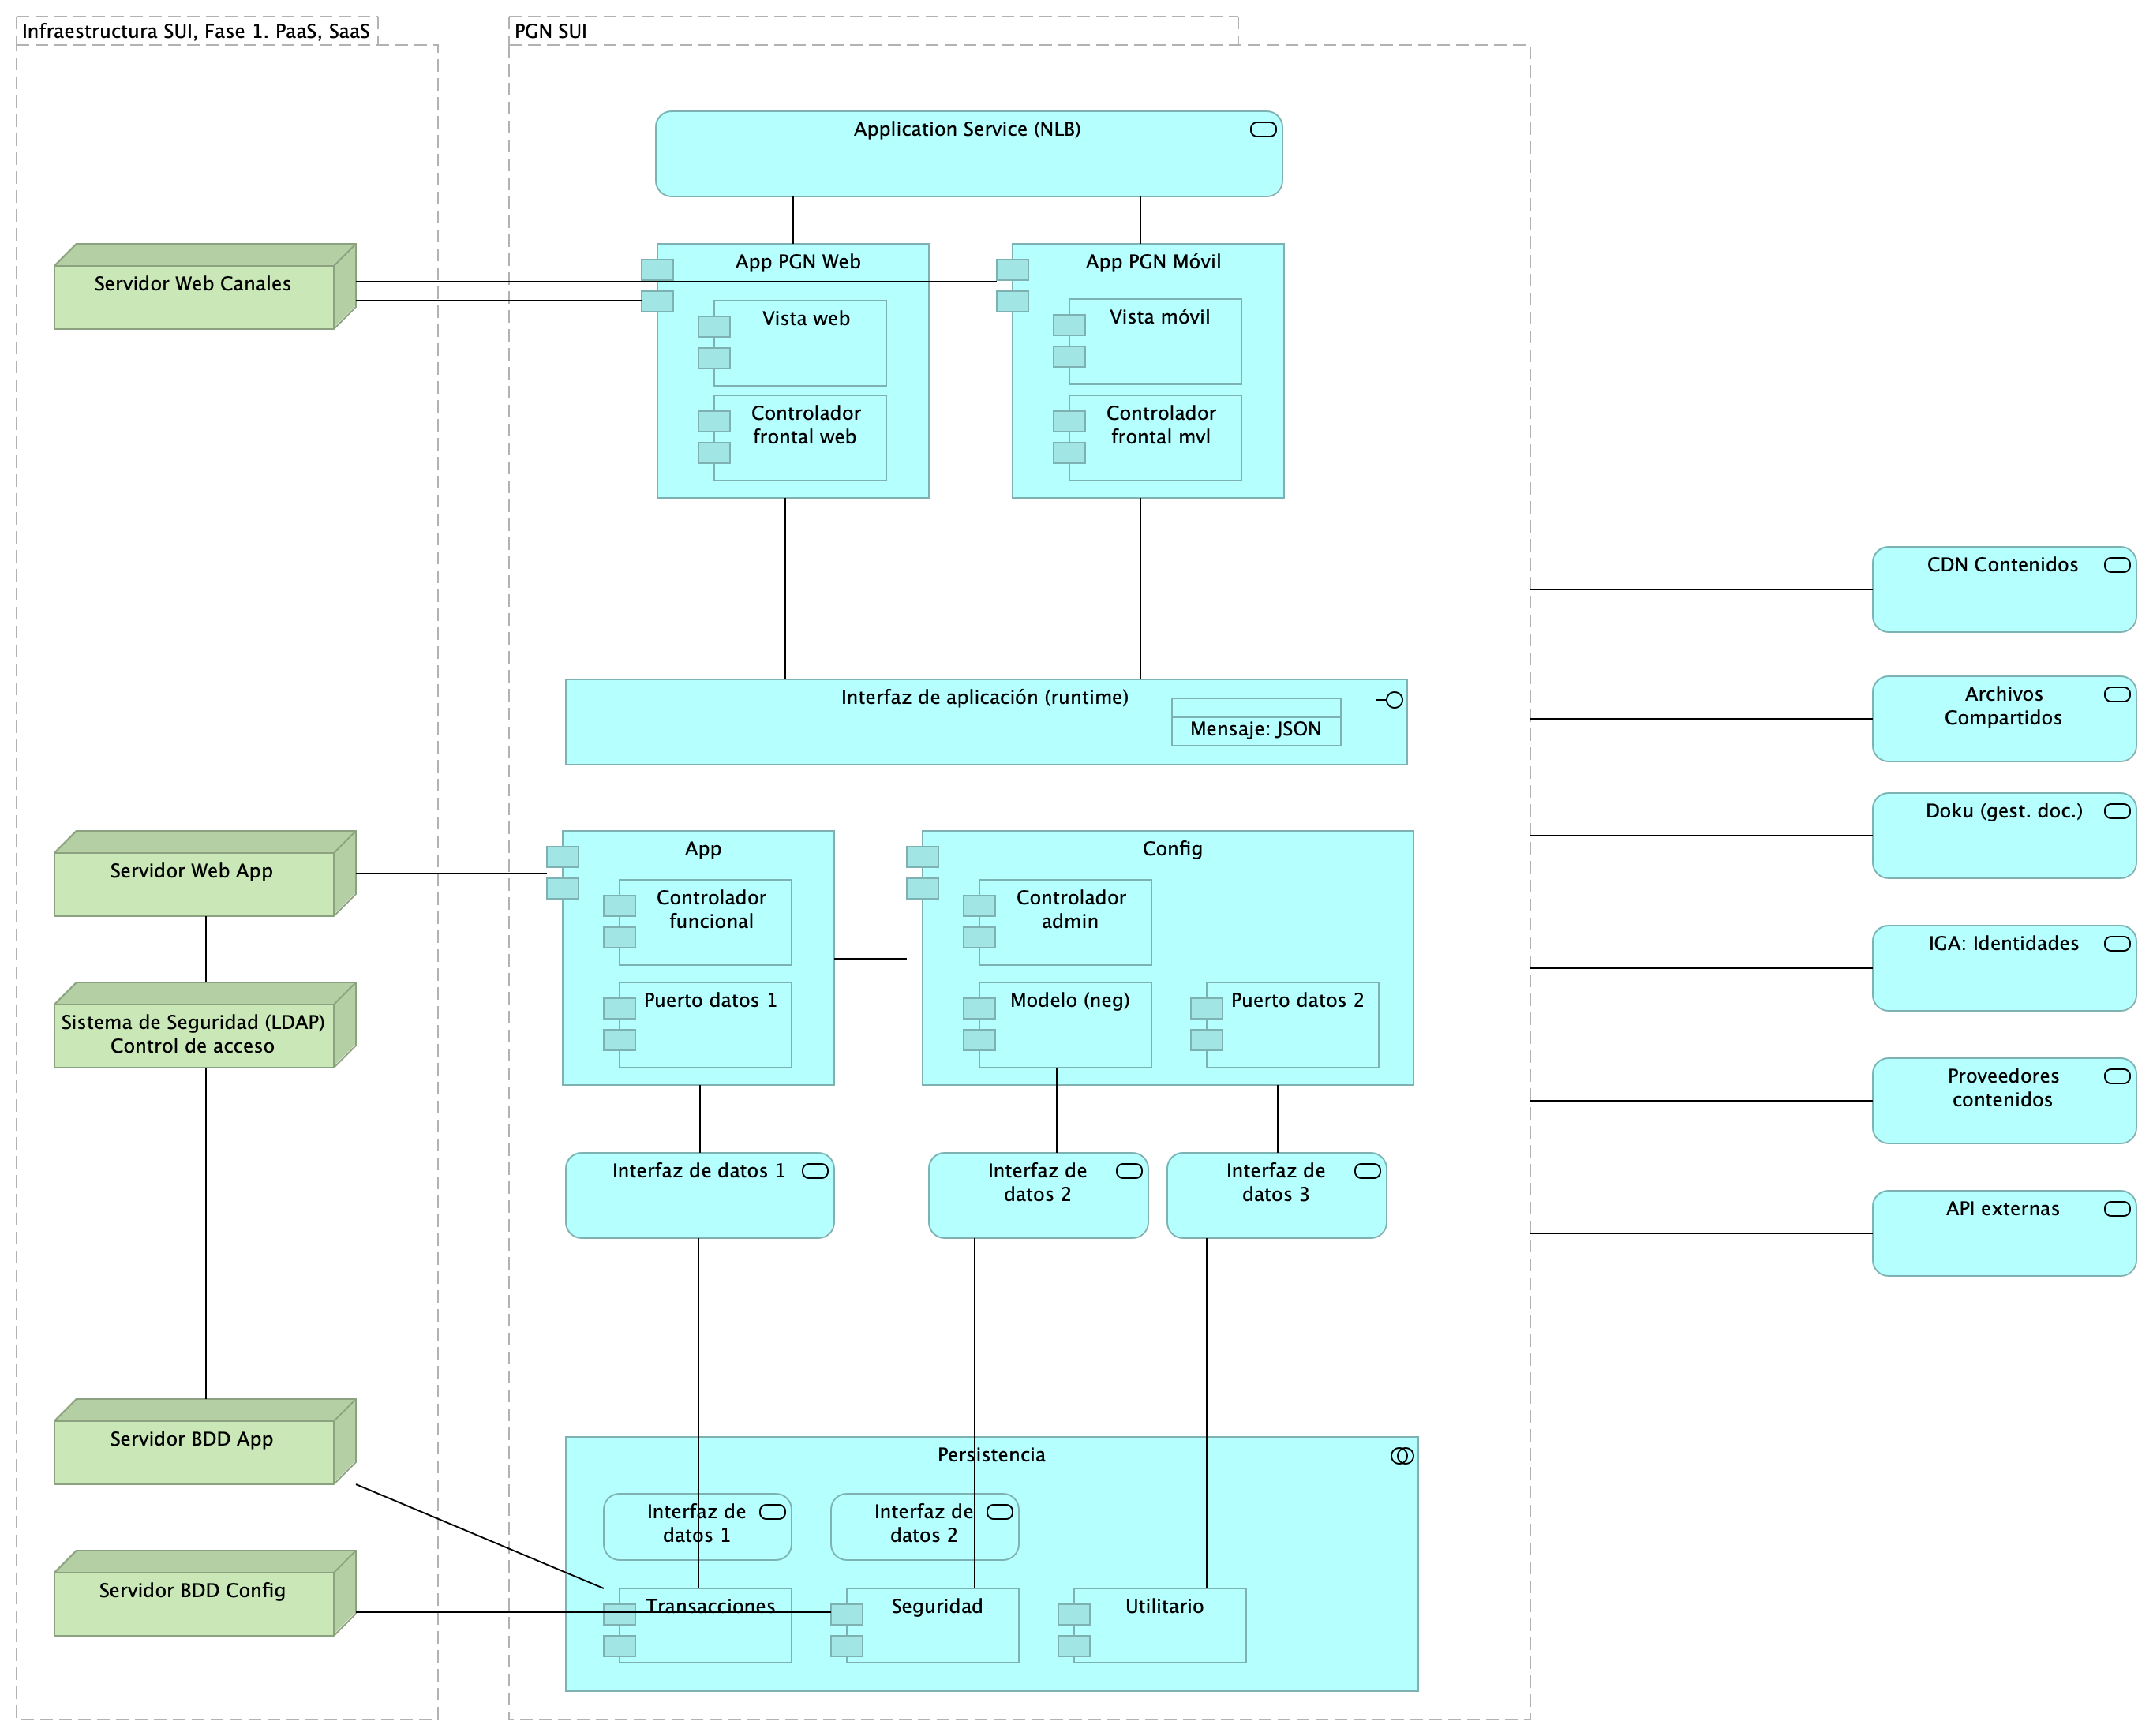 Infraestructura SUI, Fase 1. PaaS, SaaS
PGN SUI
Application Service (NLB)
Servidor Web Canales
App PGN Web
App PGN Móvil
Vista web
Vista móvil
Controlador
frontal web
Controlador
frontal mvl
CDN Contenidos
Interfaz de aplicación (runtime)
Mensaje: JSON
Archivos
Compartidos
Doku (gest. doc.)
Servidor Web App
App
Config
Controlador
funcional
Controlador
admin
IGA: Identidades
Sistema de Seguridad (LDAP)
Control de acceso
Puerto datos 1
Modelo (neg)
Puerto datos 2
Proveedores
contenidos
Interfaz de datos 1
Interfaz de
datos 2
Interfaz de
datos 3
API externas
Servidor BDD App
Persistencia
Interfaz de
datos 1
Interfaz de
datos 2
Servidor BDD Config
Transacciones
Seguridad
Utilitario